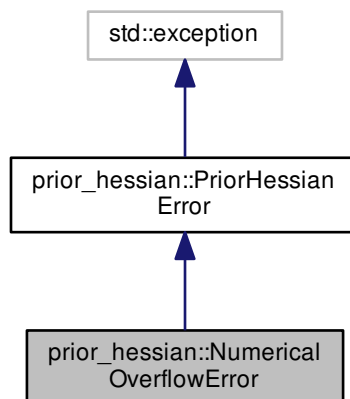 std::exception
prior_hessian::PriorHessian
Error
prior_hessian::Numerical
OverflowError